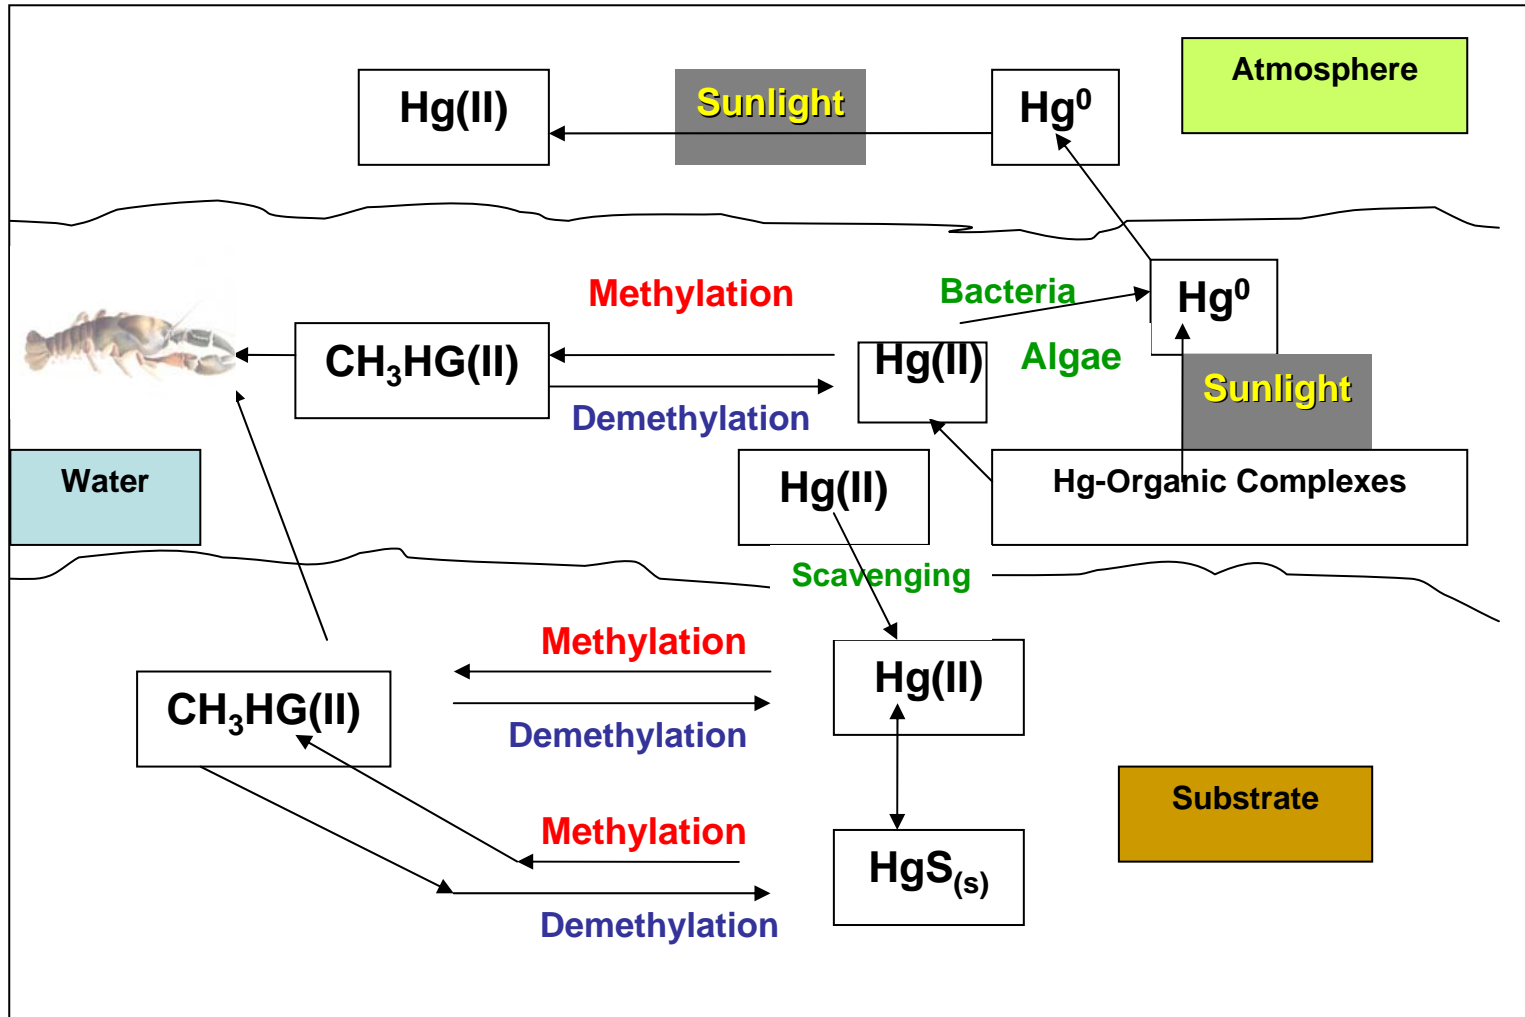 Atmosphere
Hg(II)
Sunlight
Hg⁰
Methylation
Bacteria
Hg⁰
CH₃HG(II)
Hg(II)
Algae
Sunlight
Demethylation
Water
Hg(II)
Hg-Organic Complexes
Scavenging
Methylation
Hg(II)
CH₃HG(II)
Demethylation
Substrate
Methylation
HgS₍ₛ₎
Demethylation